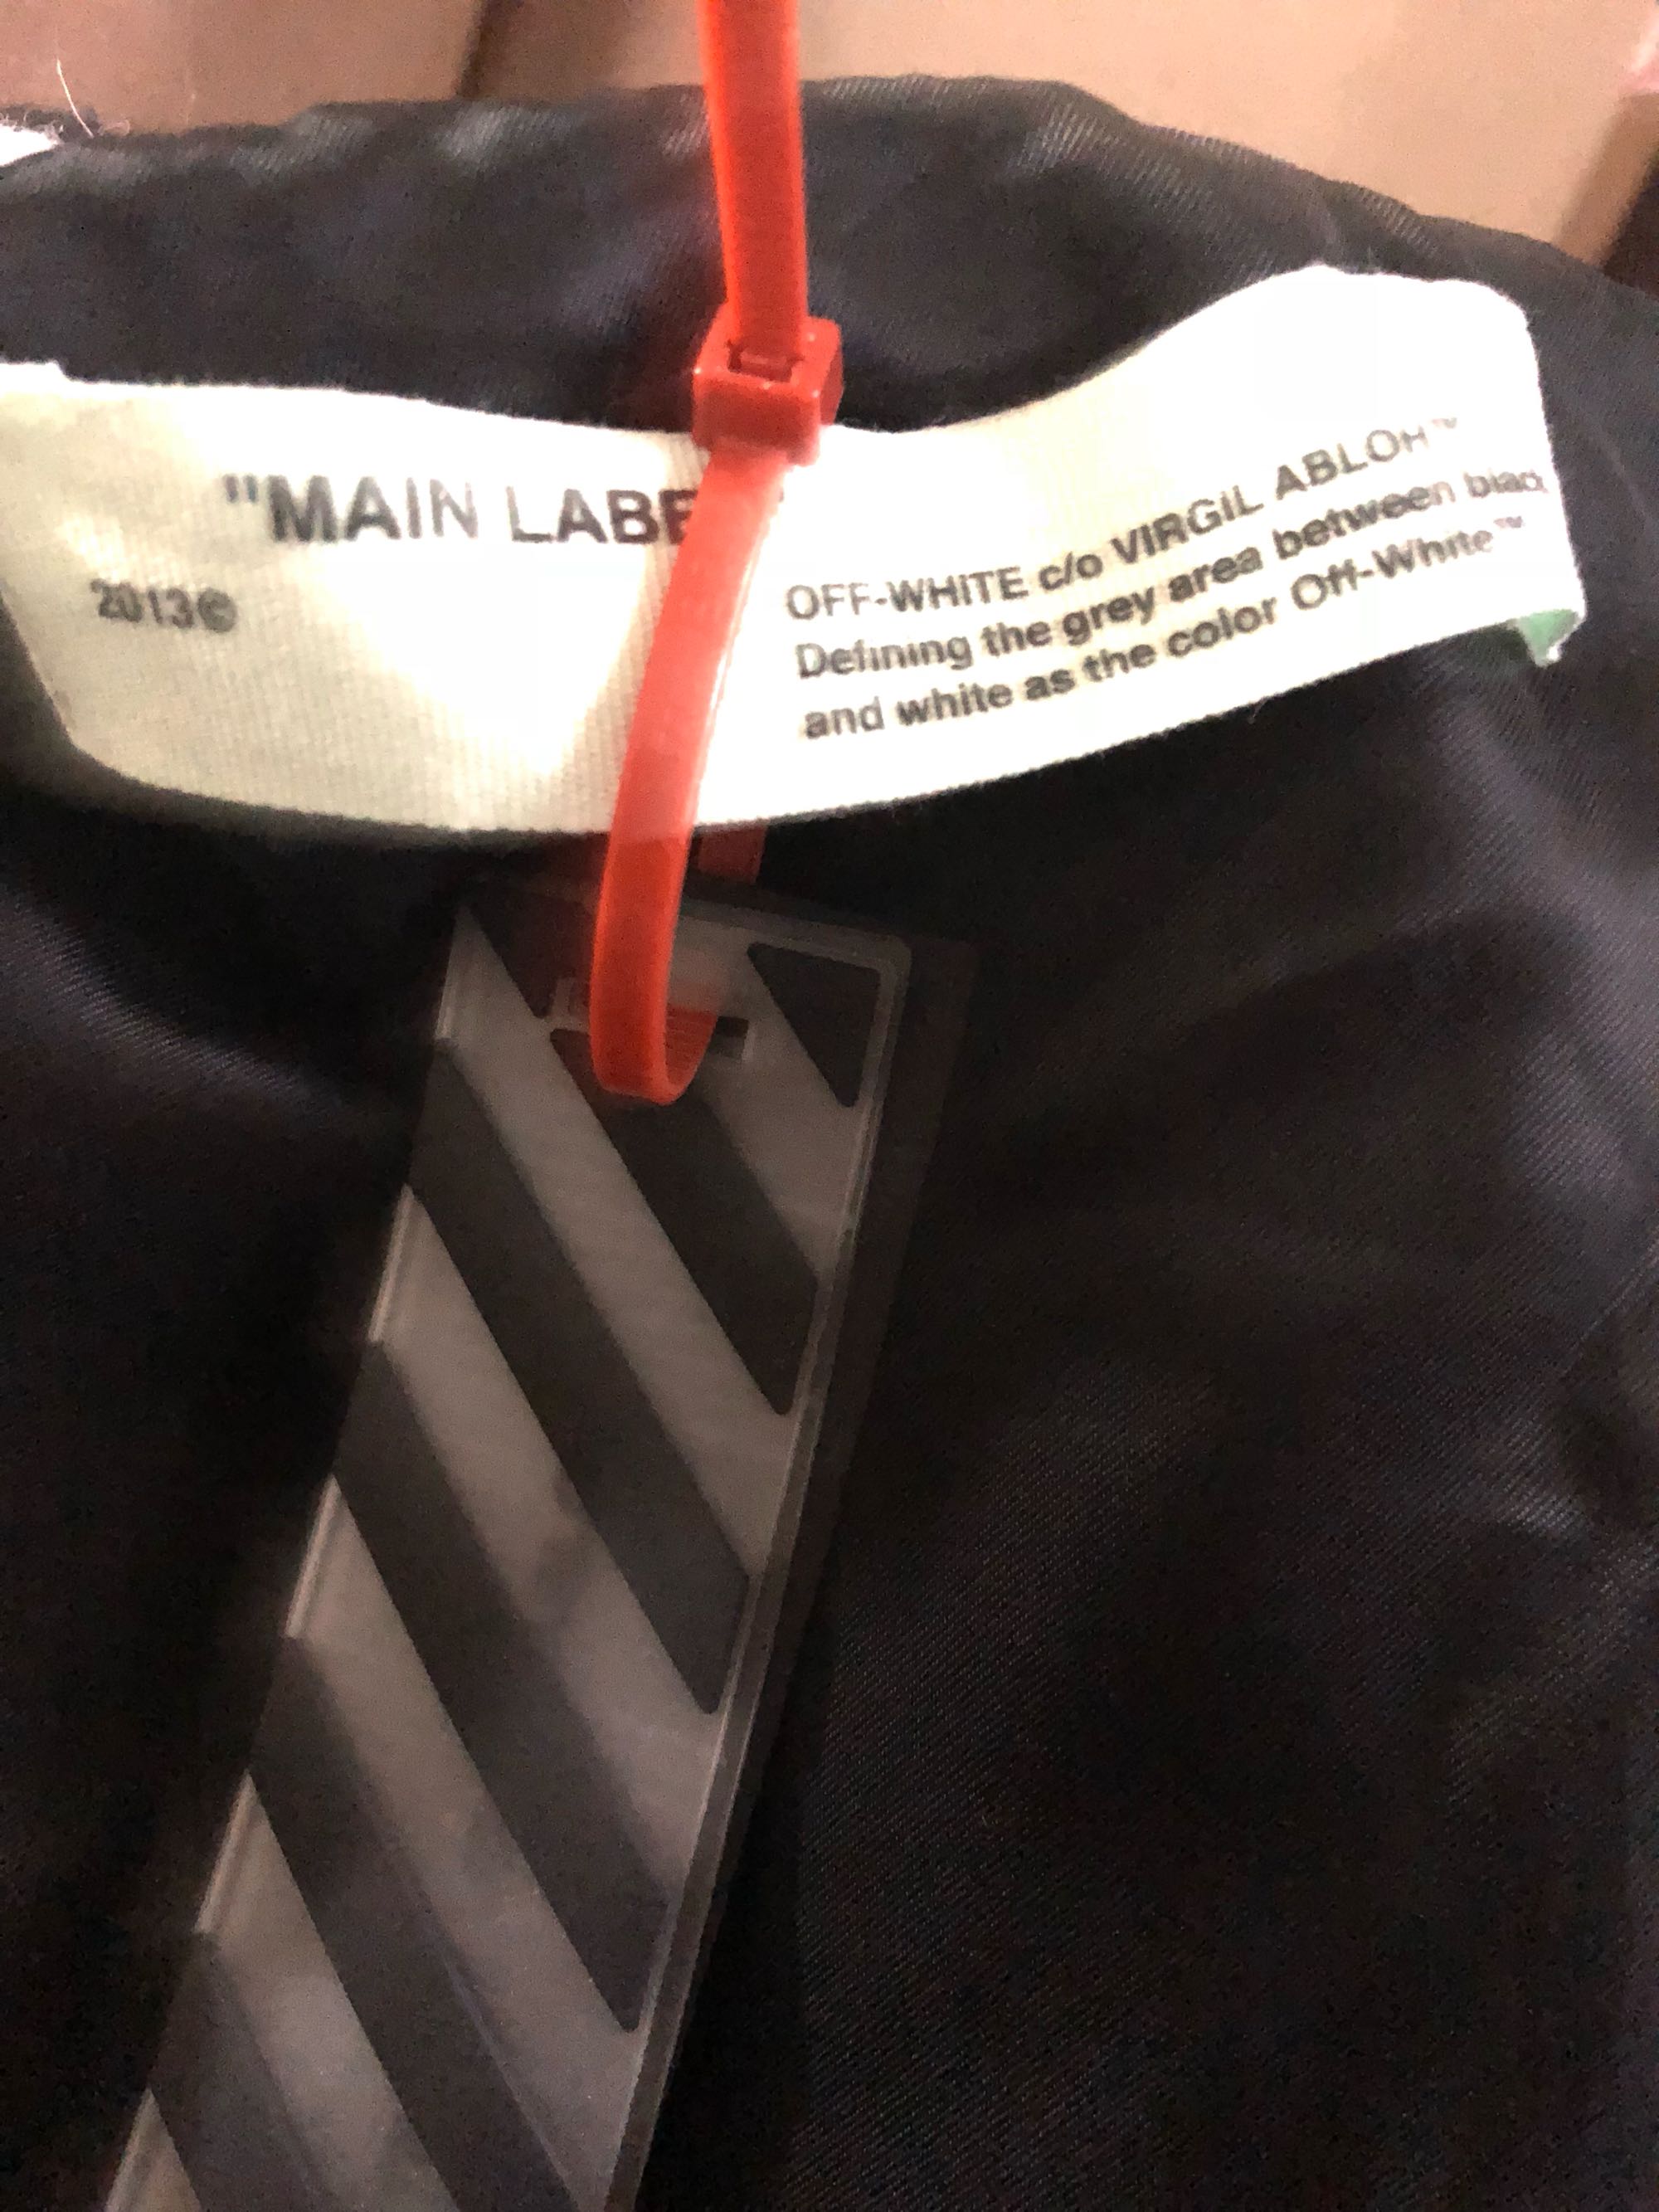 "MAIN LABE
2013©
OFF-WHITE c/o VIRGIL ABLOH™
Defining the grey area between black
and white as the color Off-White™